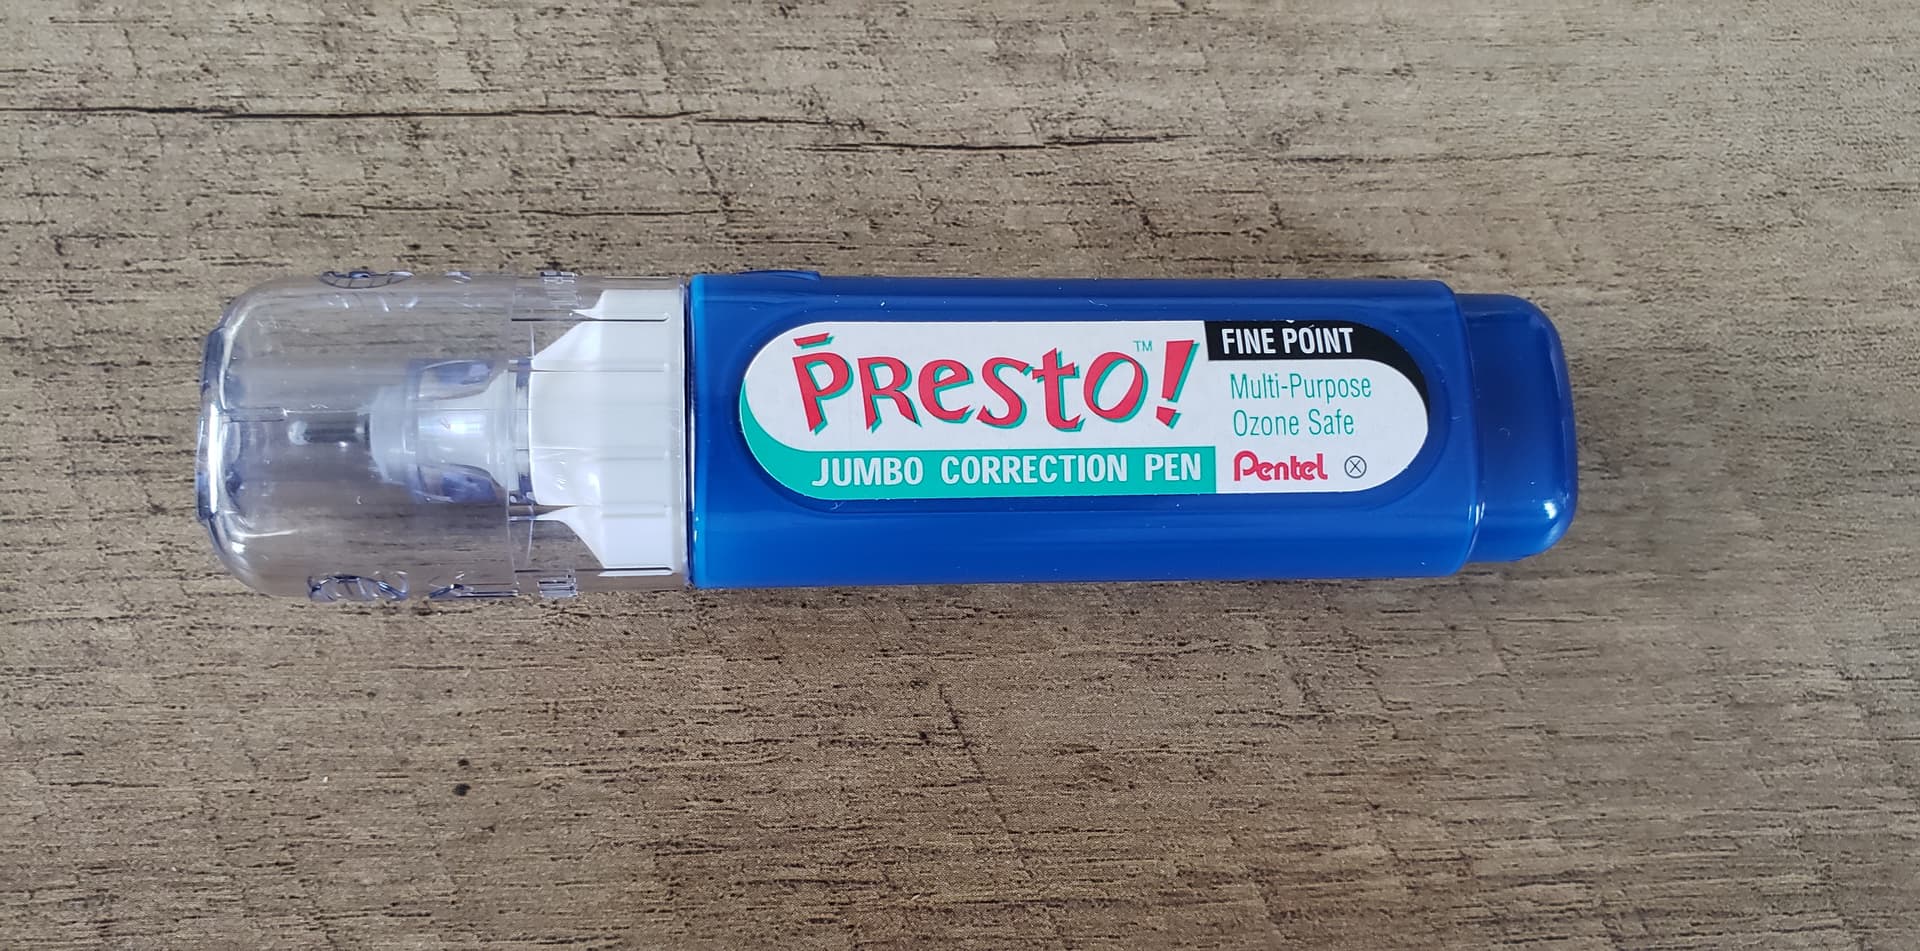 Presto!™
FINE POINT
Multi-Purpose
Ozone Safe
JUMBO CORRECTION PEN
Pentel